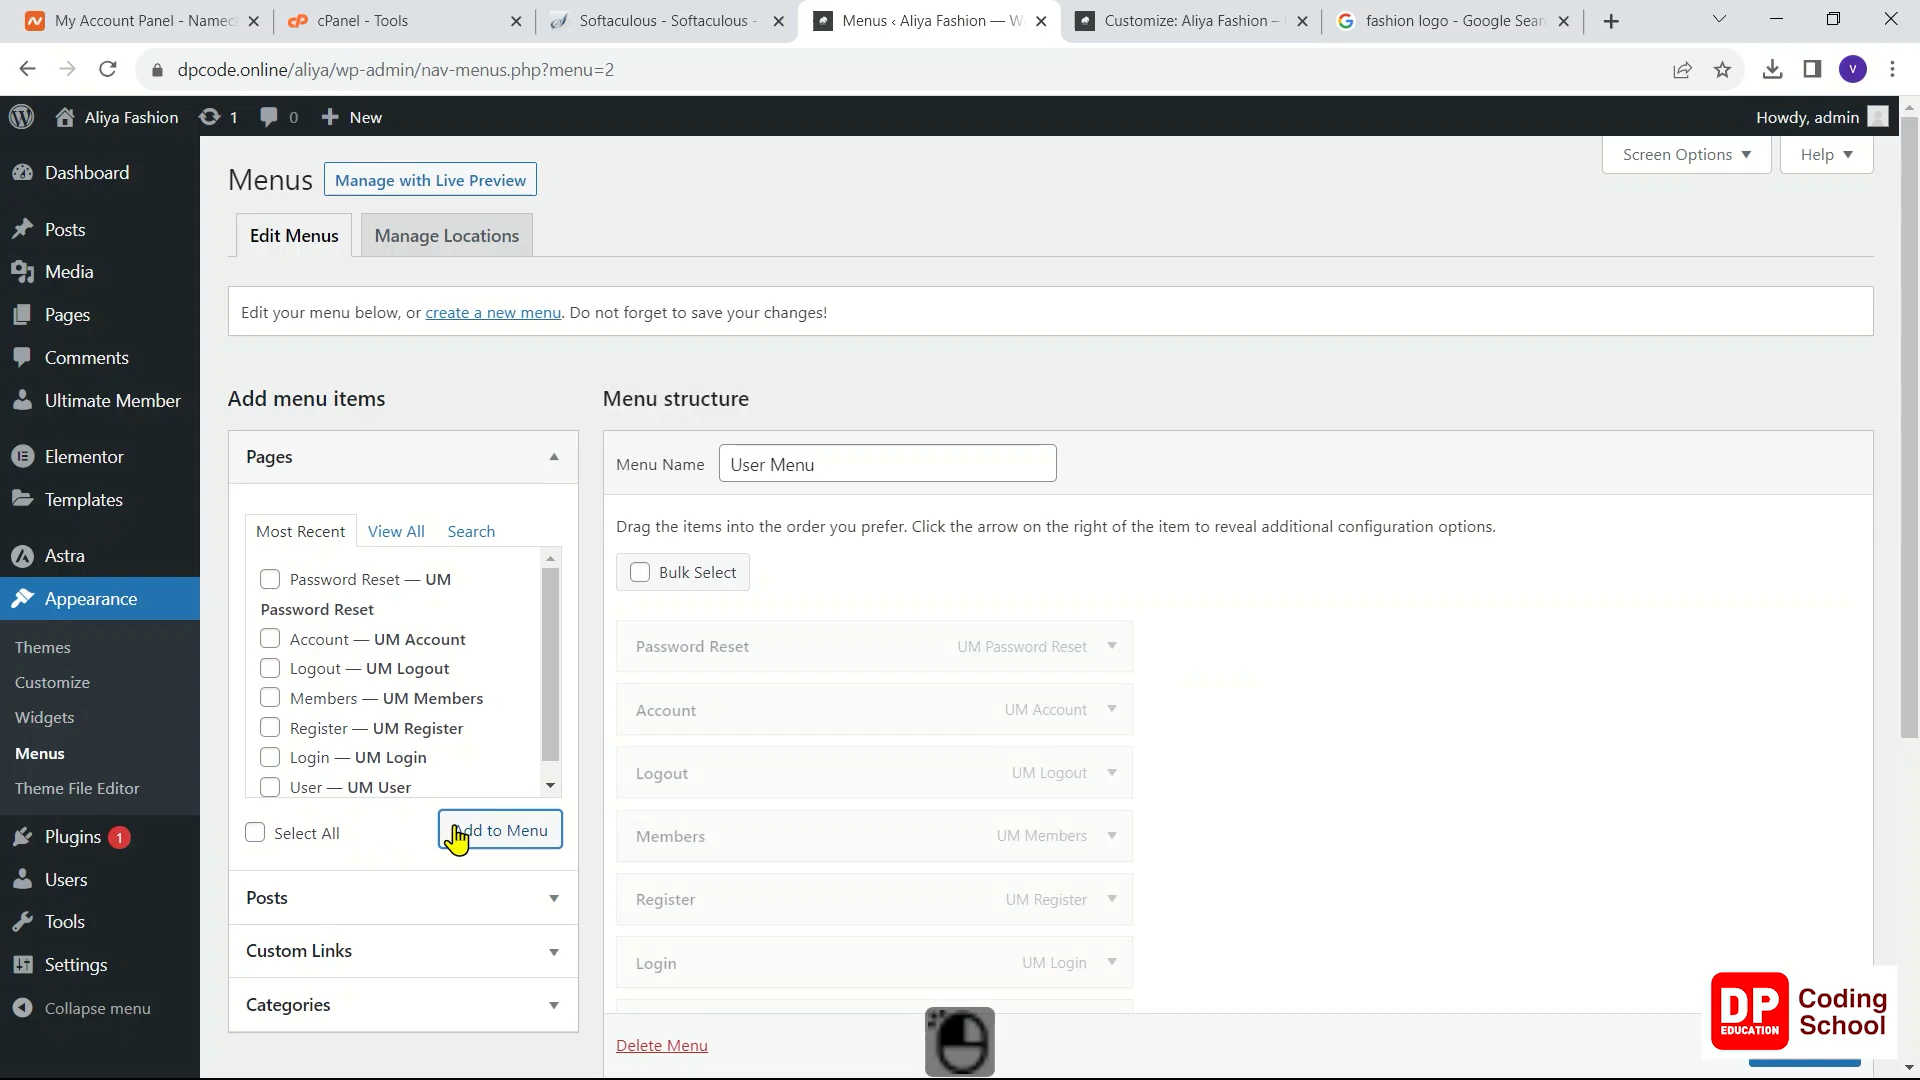 My Account Panel - Namec
cPanel - Tools
Softaculous - Softaculous -
Menus ‹ Aliya Fashion — W
Customize: Aliya Fashion –
fashion logo - Google Sear
dpcode.online/aliya/wp-admin/nav-menus.php?menu=2
V
Aliya Fashion
1
0
New
Howdy, admin
Screen Options
Help
Dashboard
Posts
Media
Pages
Comments
Ultimate Member
Elementor
Templates
Astra
Appearance
Themes
Customize
Widgets
Menus
Theme File Editor
Plugins 1
Users
Tools
Settings
Collapse menu
Menus
Manage with Live Preview
Edit Menus
Manage Locations
Edit your menu below, or create a new menu. Do not forget to save your changes!
Add menu items
Pages
Most Recent
View All
Search
Password Reset — UM
Password Reset
Account — UM Account
Logout — UM Logout
Members — UM Members
Register — UM Register
Login — UM Login
User — UM User
Select All
Add to Menu
Posts
Custom Links
Categories
Menu structure
Menu Name
User Menu
Drag the items into the order you prefer. Click the arrow on the right of the item to reveal additional configuration options.
Bulk Select
Password Reset
UM Password Reset
Account
UM Account
Logout
UM Logout
Members
UM Members
Register
UM Register
Login
UM Login
Delete Menu
DP
EDUCATION
Coding
School